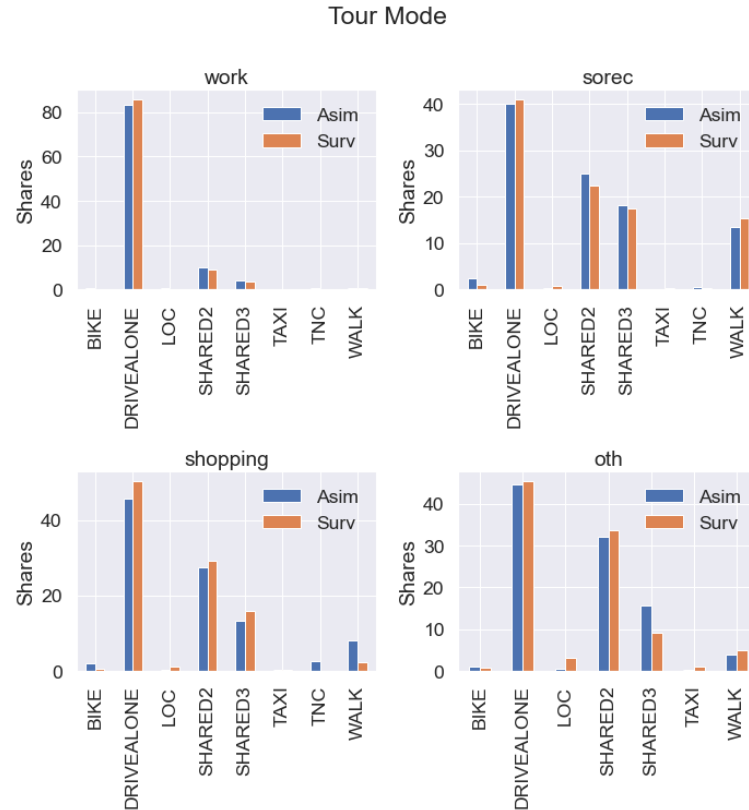 Tour Mode
work
Shares
80
60
40
20
0
Asim
Surv
BIKE
DRIVEALONE
LOC
SHARED2
SHARED3
TAXI
TNC
WALK
sorec
Shares
40
30
20
10
0
Asim
Surv
BIKE
DRIVEALONE
LOC
SHARED2
SHARED3
TAXI
TNC
WALK
shopping
Shares
40
20
0
Asim
Surv
BIKE
DRIVEALONE
LOC
SHARED2
SHARED3
TAXI
TNC
WALK
oth
Shares
40
30
20
10
0
Asim
Surv
BIKE
DRIVEALONE
LOC
SHARED2
SHARED3
TAXI
WALK